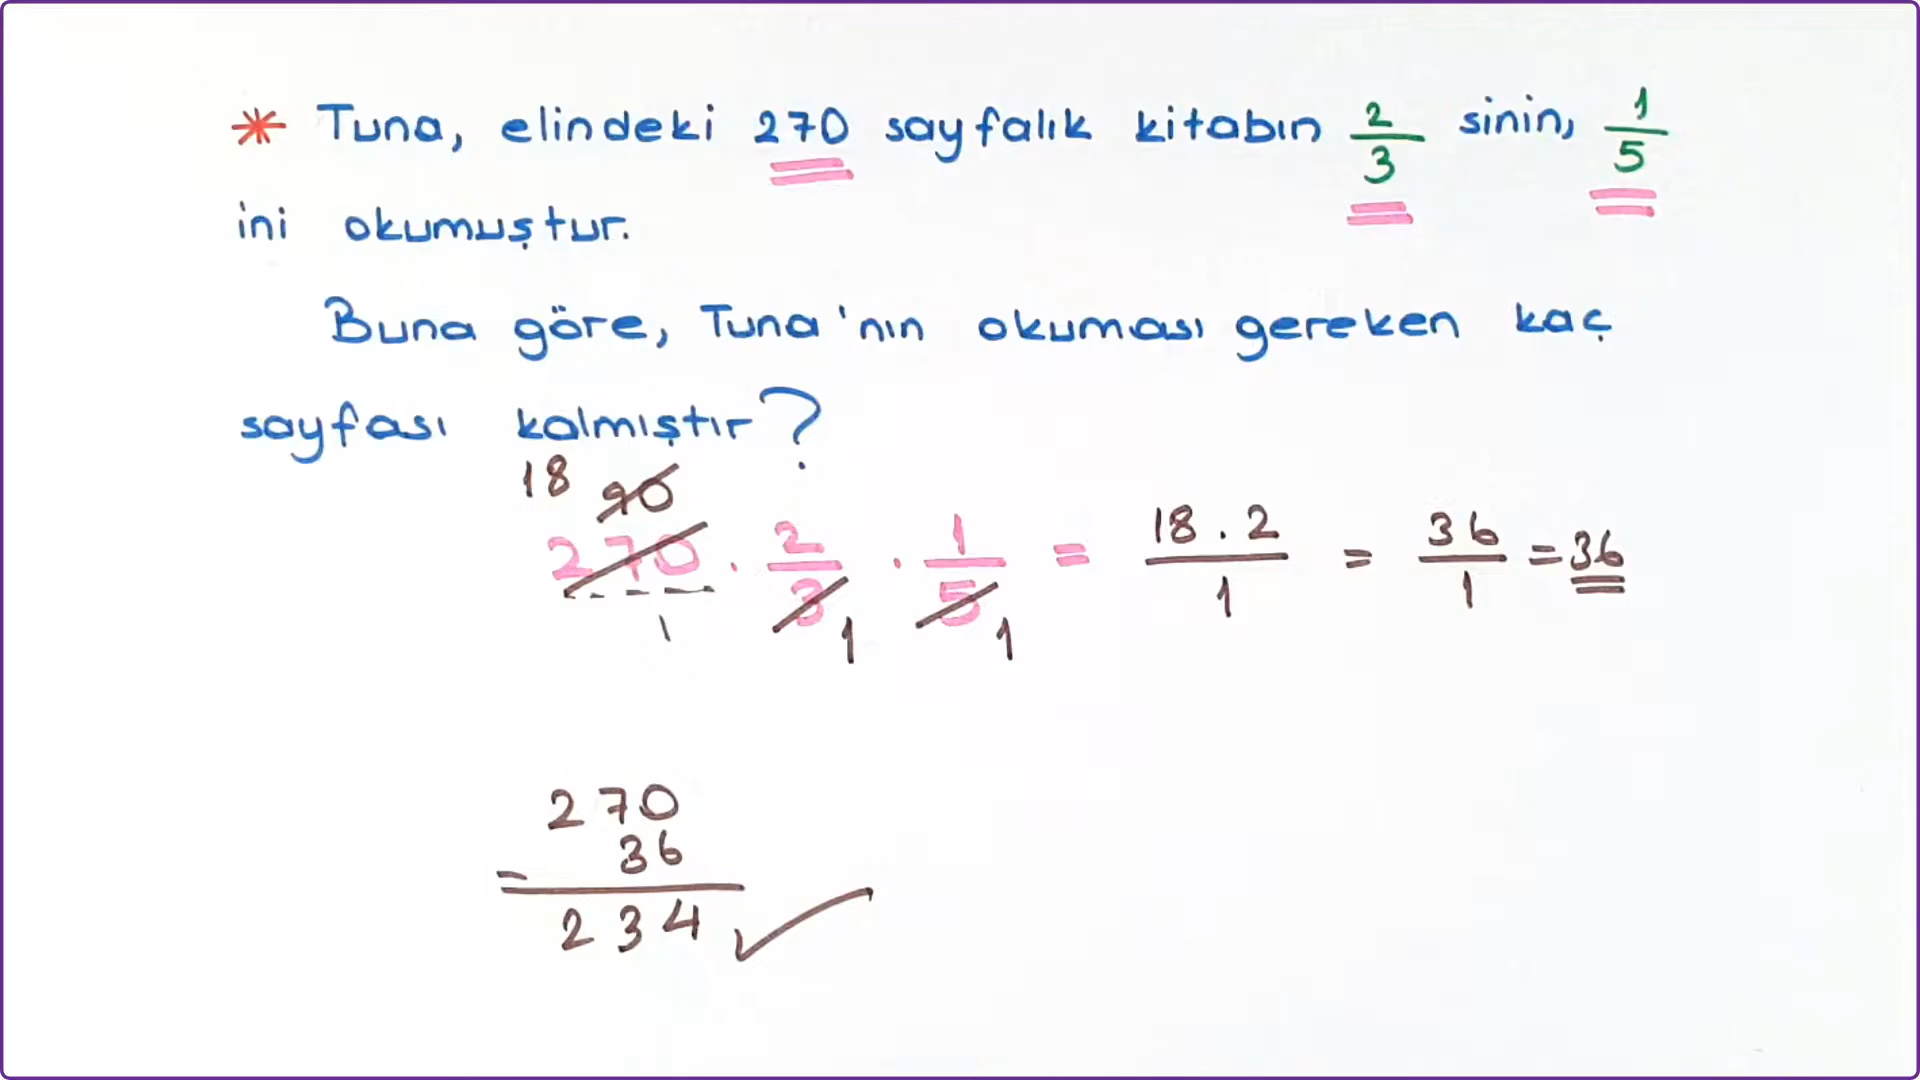 * Tuna, elindeki 270 sayfalık kitabın 2/3 sinin, 1/5
ini okumuştur.
Buna göre, Tuna'nın okuması gereken kaç
sayfası kalmıştır?
18 90
270/1 . 2/3 . 1/5 = 18.2/1 = 36/1 = 36
1 1
270
36
-
234 ✓